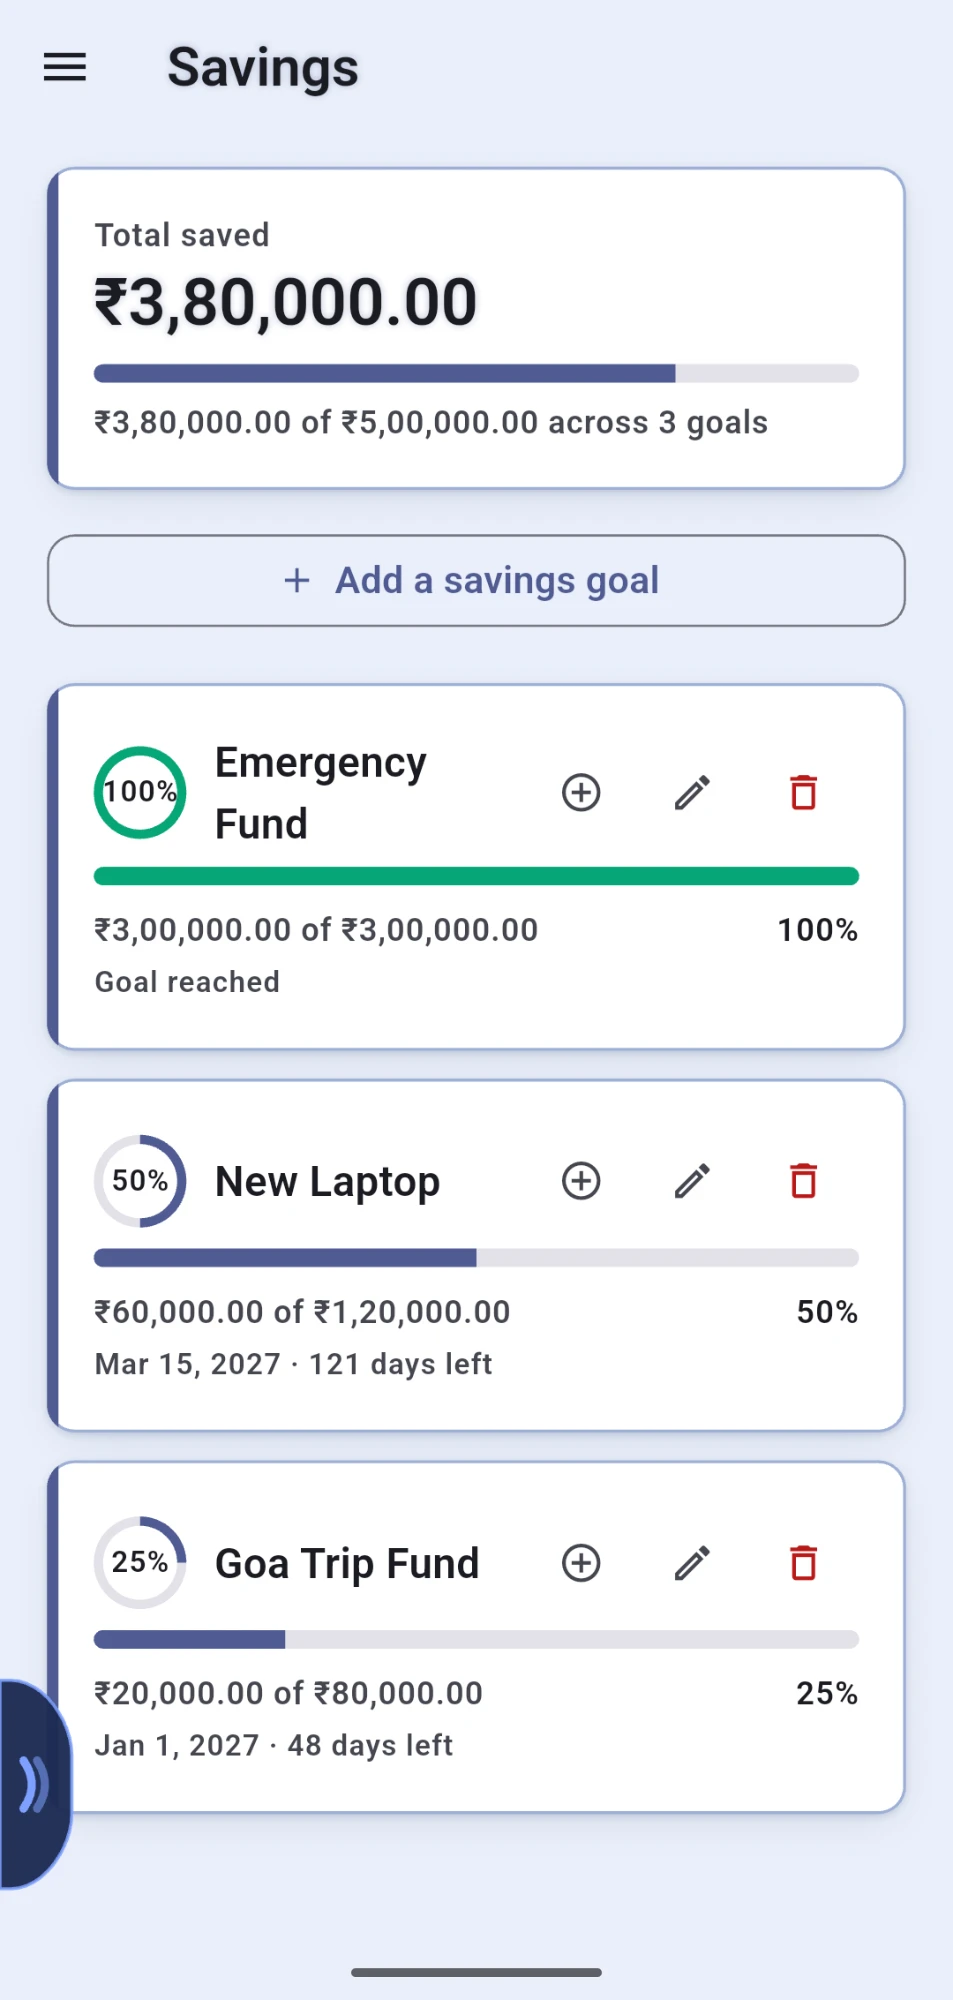 Savings
Total saved
₹3,80,000.00
₹3,80,000.00 of ₹5,00,000.00 across 3 goals
+ Add a savings goal
100%
Emergency
Fund
₹3,00,000.00 of ₹3,00,000.00 100%
Goal reached
50% New Laptop
₹60,000.00 of ₹1,20,000.00 50%
Mar 15, 2027 · 121 days left
25% Goa Trip Fund
₹20,000.00 of ₹80,000.00 25%
Jan 1, 2027 · 48 days left